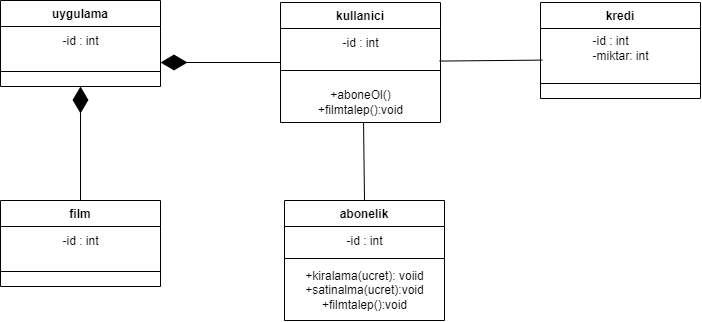 uygulama
-id : int
kullanici
-id : int
+aboneOl()
+filmtalep():void
kredi
-id : int
-miktar: int
film
-id : int
abonelik
-id : int
+kiralama(ucret): voiid
+satinalma(ucret):void
+filmtalep():void